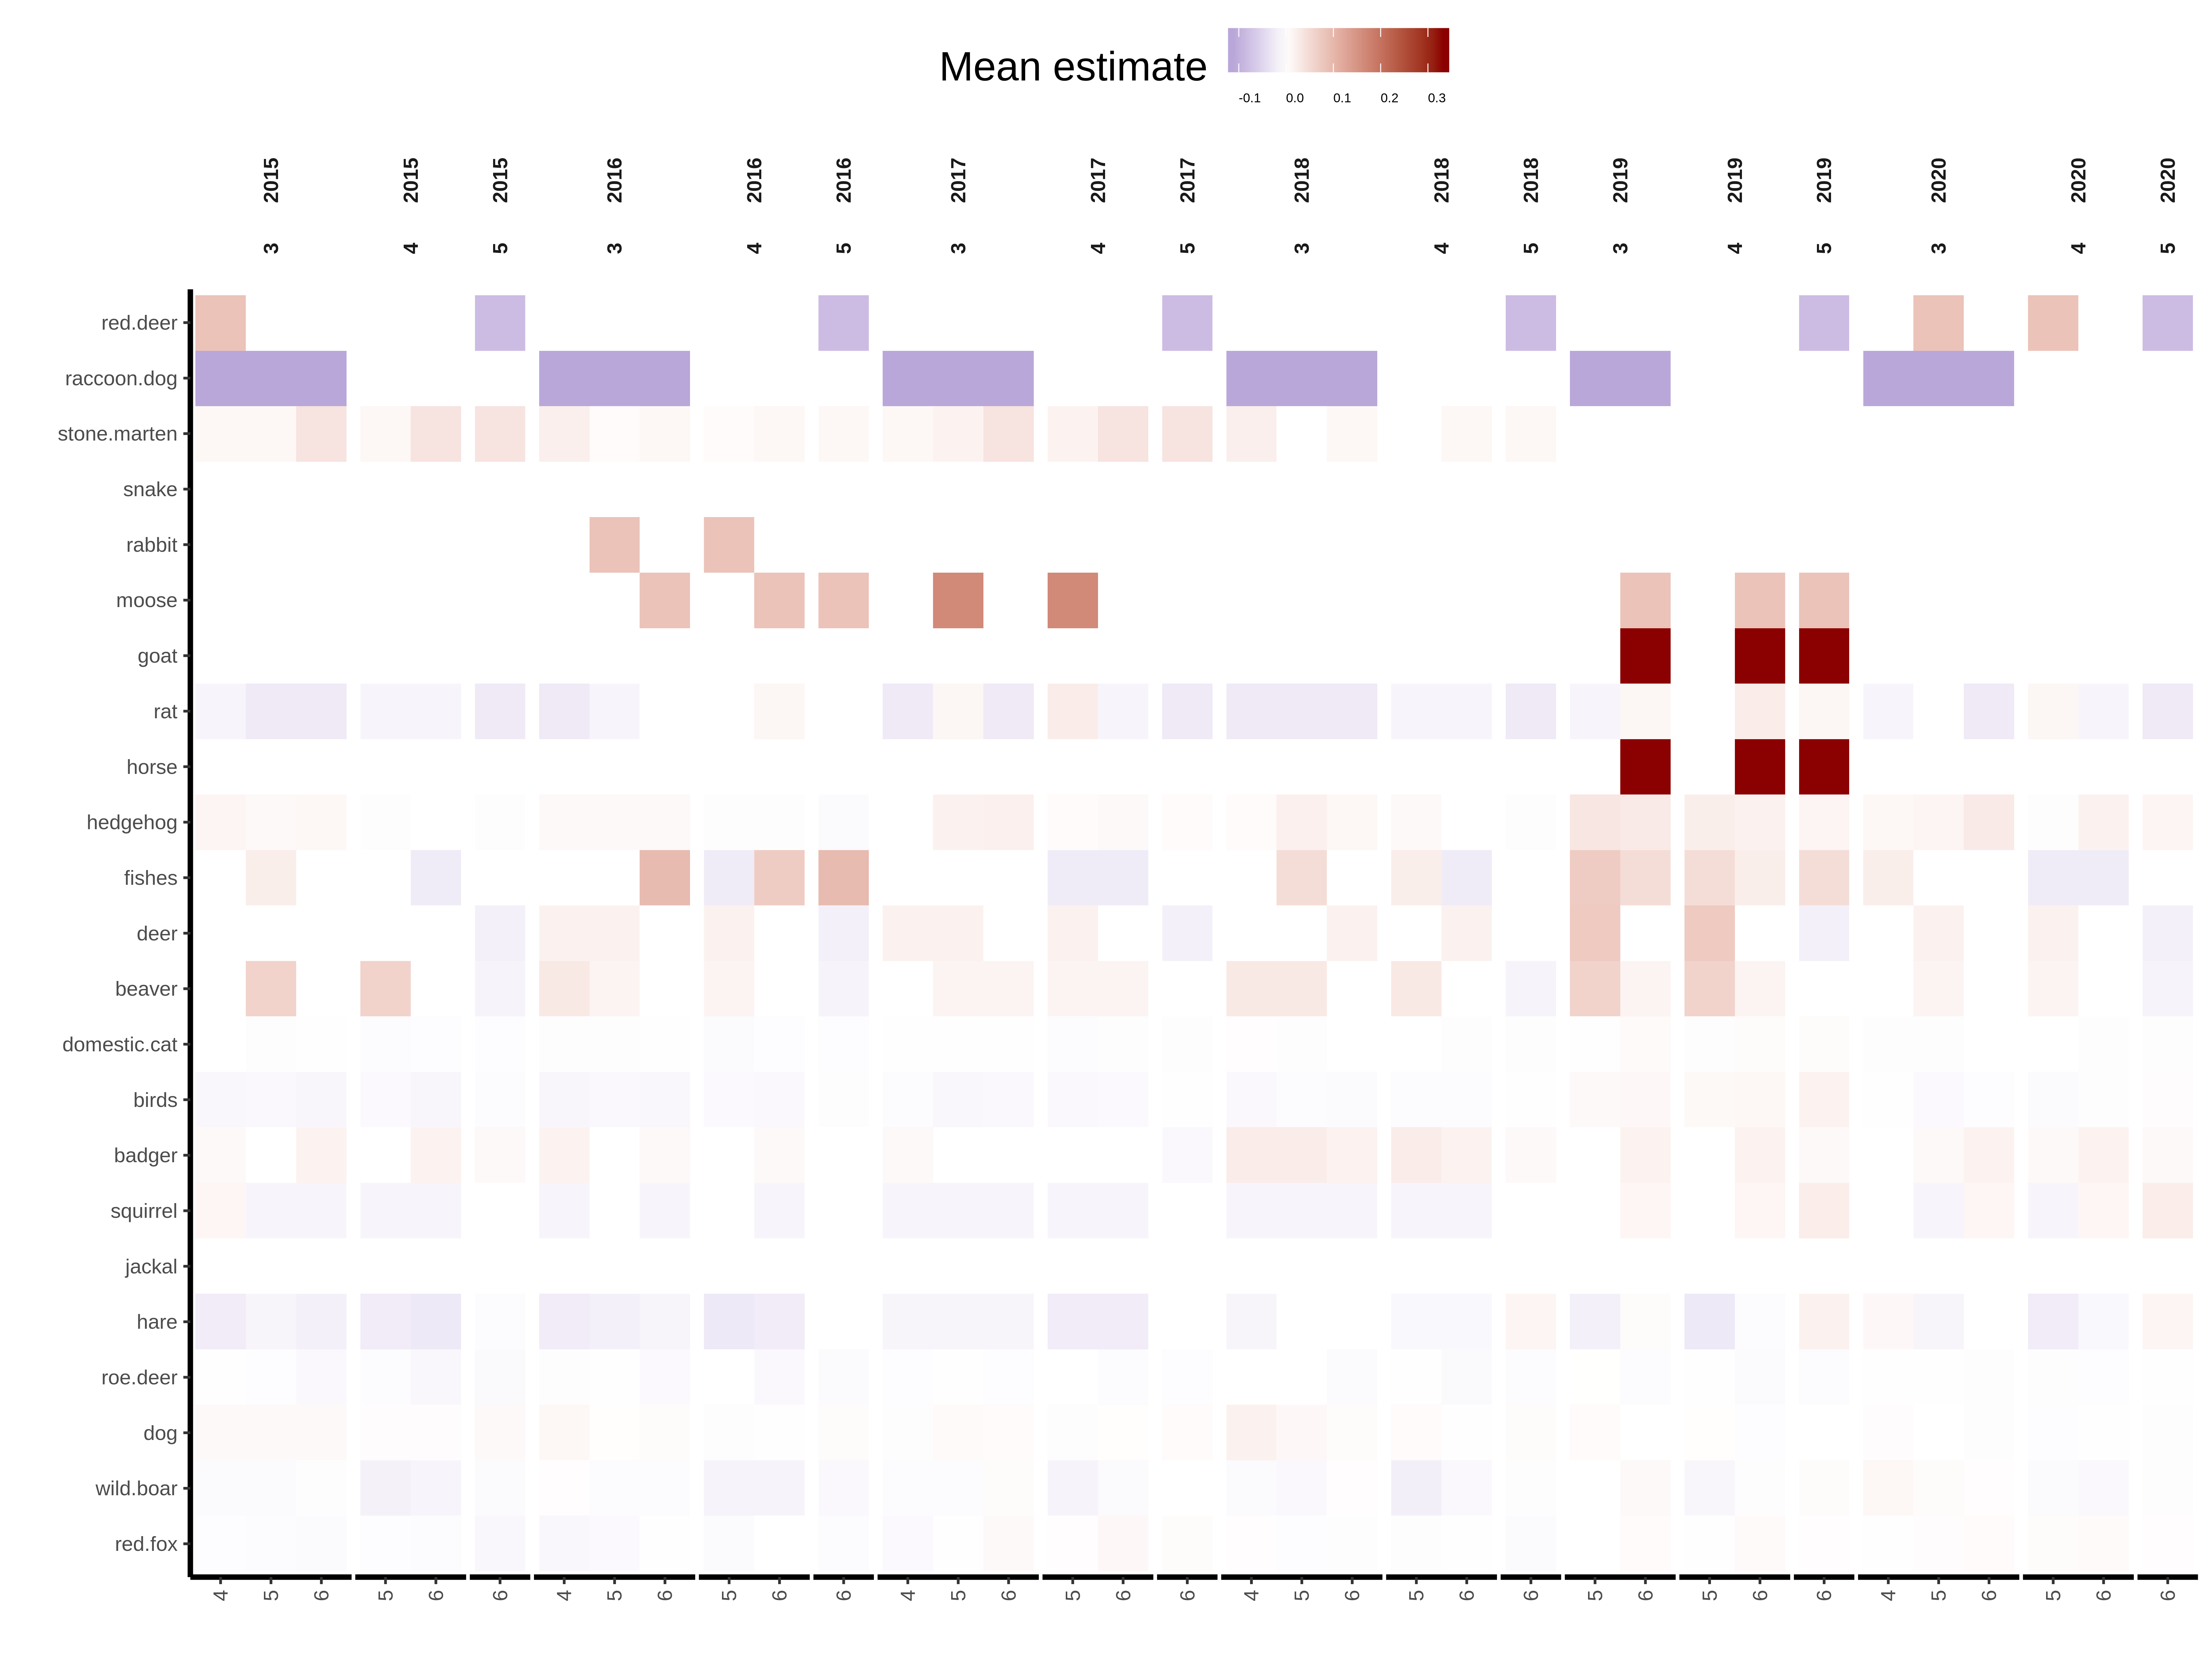 Mean estimate
-0.1 0.0 0.1 0.2 0.3
2015 2015 2015 2016 2016 2016 2017 2017 2017 2018 2018 2018 2019 2019 2019 2020 2020 2020
3 4 5 3 4 5 3 4 5 3 4 5 3 4 5 3 4 5
red.deer
raccoon.dog
stone.marten
snake
rabbit
moose
goat
rat
horse
hedgehog
fishes
deer
beaver
domestic.cat
birds
badger
squirrel
jackal
hare
roe.deer
dog
wild.boar
red.fox
4 5 6 5 6 6 4 5 6 5 6 6 4 5 6 5 6 6 4 5 6 5 6 6 5 6 5 6 6 4 5 6 5 6 6